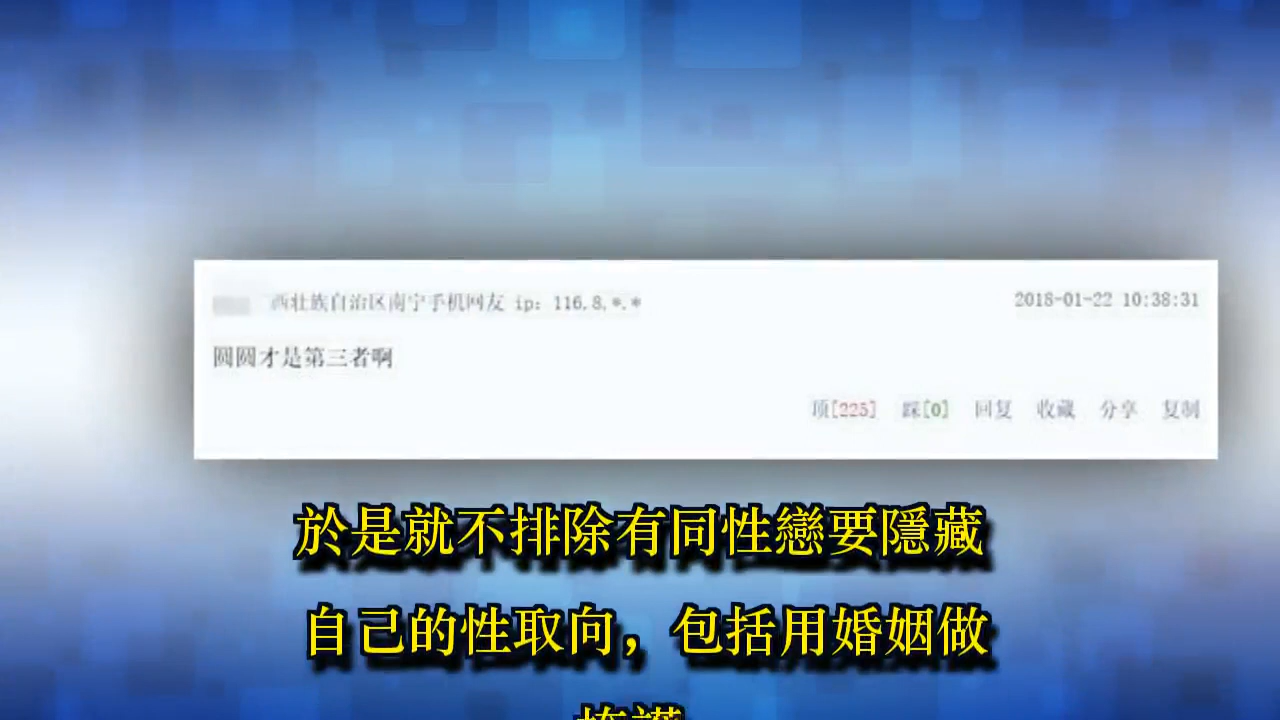 西壮族自治区南宁手机网友 ip: 116.8.*.* 2018-01-22 10:38:31
圆圆才是第三者啊
顶[225] 踩[0] 回复 收藏 分享 复制
於是就不排除有同性戀要隱藏
自己的性取向，包括用婚姻做